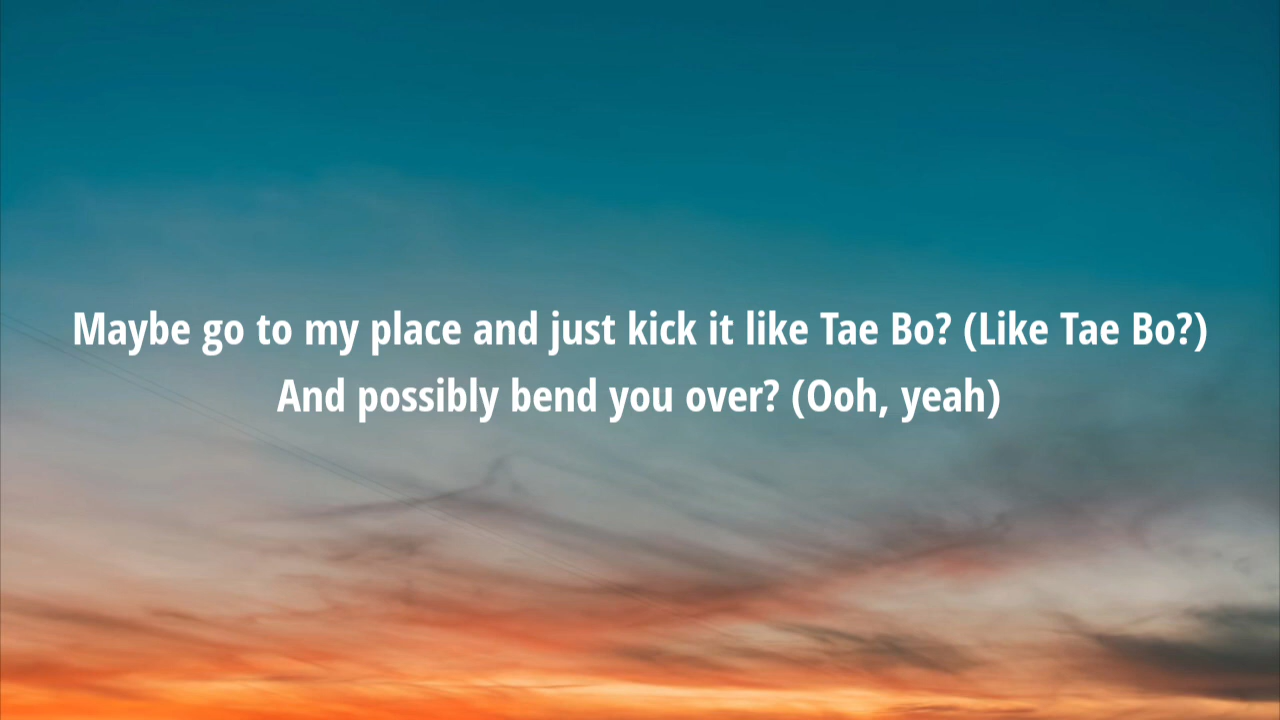 Maybe go to my place and just kick it like Tae Bo? (Like Tae Bo?)
And possibly bend you over? (Ooh, yeah)